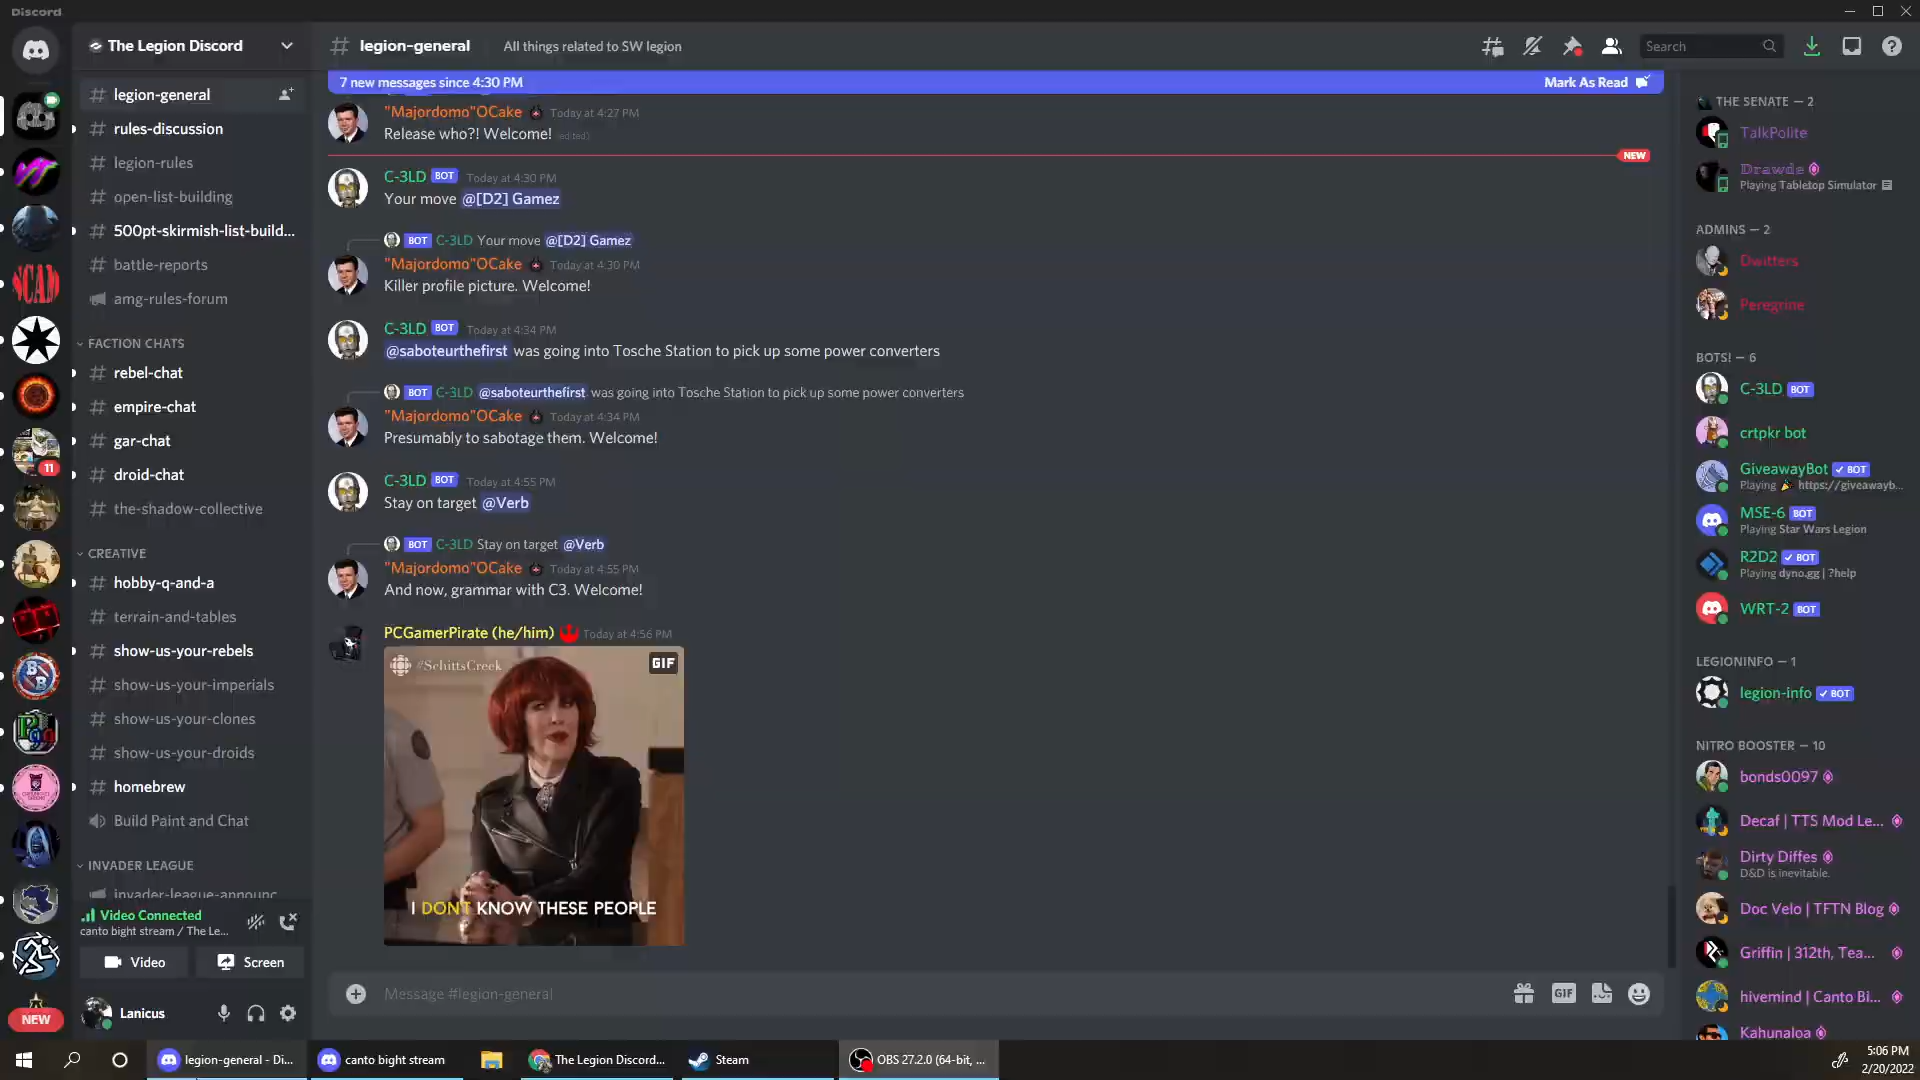 Discord
The Legion Discord
legion-general
All things related to SW legion
Search
legion-general
rules-discussion
legion-rules
open-list-building
500pt-skirmish-list-build...
battle-reports
amg-rules-forum
FACTION CHATS
rebel-chat
empire-chat
gar-chat
droid-chat
the-shadow-collective
CREATIVE
hobby-q-and-a
terrain-and-tables
show-us-your-rebels
show-us-your-imperials
show-us-your-clones
show-us-your-droids
homebrew
Build Paint and Chat
INVADER LEAGUE
invader-league-announc
Video Connected
canto bight stream / The Le...
Video
Screen
Lanicus
11
NEW
7 new messages since 4:30 PM
Mark As Read
"Majordomo"OCake Today at 4:27 PM
Release who?! Welcome! (edited)
NEW
C-3LD BOT Today at 4:30 PM
Your move @[D2] Gamez
BOT C-3LD Your move @[D2] Gamez
"Majordomo"OCake Today at 4:30 PM
Killer profile picture. Welcome!
C-3LD BOT Today at 4:34 PM
@saboteurthefirst was going into Tosche Station to pick up some power converters
BOT C-3LD @saboteurthefirst was going into Tosche Station to pick up some power converters
"Majordomo"OCake Today at 4:34 PM
Presumably to sabotage them. Welcome!
C-3LD BOT Today at 4:55 PM
Stay on target @Verb
BOT C-3LD Stay on target @Verb
"Majordomo"OCake Today at 4:55 PM
And now, grammar with C3. Welcome!
PCGamerPirate (he/him) Today at 4:56 PM
#SchittsCreek
GIF
I DON'T KNOW THESE PEOPLE
Message #legion-general
GIF
THE SENATE — 2
TalkPolite
Drawde
Playing Tabletop Simulator
ADMINS — 2
Dwitters
Peregrine
BOTS! — 6
C-3LD BOT
crtpkr bot
GiveawayBot BOT
Playing 🎉 https://giveawayb...
MSE-6 BOT
Playing Star Wars Legion
R2D2 BOT
Playing dyno.gg | ?help
WRT-2 BOT
LEGIONINFO — 1
legion-info BOT
NITRO BOOSTER — 10
bonds0097
Decaf | TTS Mod Le...
Dirty Diffes
D&D is inevitable.
Doc Velo | TFTN Blog
Griffin | 312th, Tea...
hivemind | Canto Bi...
Kahunaloa
legion-general - Di...
canto bight stream
The Legion Discord...
Steam
OBS 27.2.0 (64-bit, ...
5:06 PM
2/20/2022